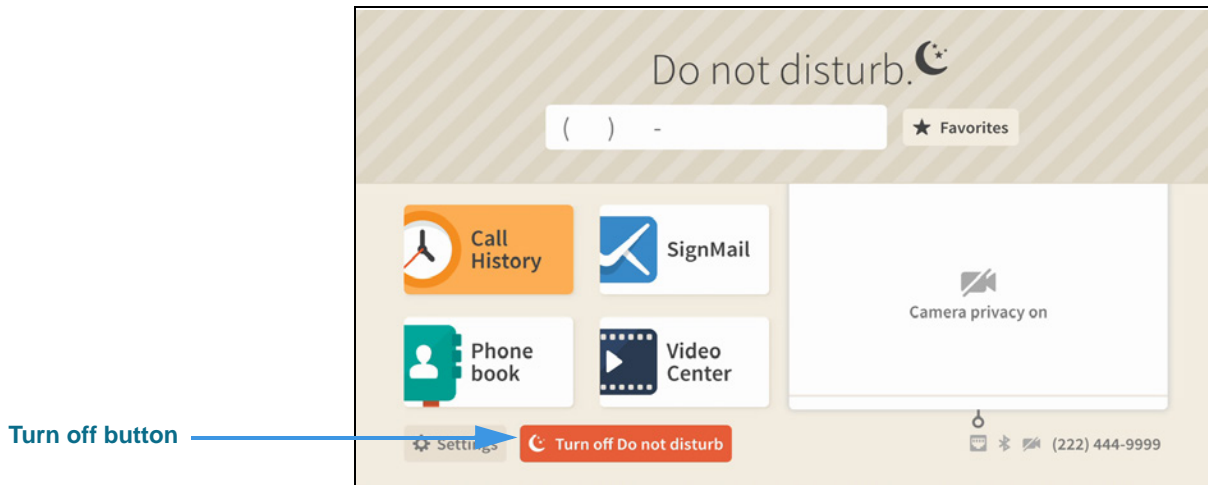 Do not disturb.
( ) -
Favorites
Call
History
SignMail
Camera privacy on
Phone
book
Video
Center
Turn off button
Settings
Turn off Do not disturb
(222) 444-9999